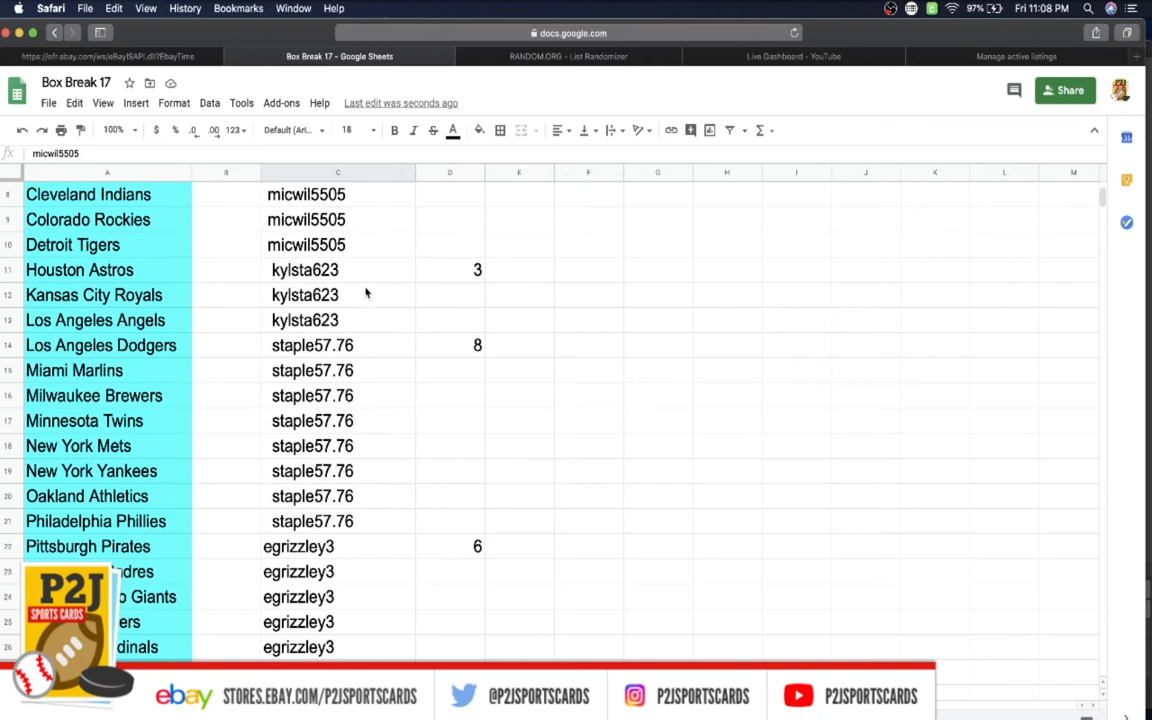 Safari File Edit View History Bookmarks Window Help 97% Fri 11:08 PM
docs.google.com
https://ofr.ebay.com/ws/eBayISAPI.dll?EbayTime Box Break 17 - Google Sheets RANDOM.ORG - List Randomizer Live Dashboard - YouTube Manage active listings
Box Break 17
File Edit View Insert Format Data Tools Add-ons Help Last edit was seconds ago
Share
100% $ % .0 .00 123 Default (Ari... 18 B I S A
fx micwil5505
A B C D E F G H I J K L M
8 Cleveland Indians micwil5505
9 Colorado Rockies micwil5505
10 Detroit Tigers micwil5505
11 Houston Astros kylsta623 3
12 Kansas City Royals kylsta623
13 Los Angeles Angels kylsta623
14 Los Angeles Dodgers staple57.76 8
15 Miami Marlins staple57.76
16 Milwaukee Brewers staple57.76
17 Minnesota Twins staple57.76
18 New York Mets staple57.76
19 New York Yankees staple57.76
20 Oakland Athletics staple57.76
21 Philadelphia Phillies staple57.76
22 Pittsburgh Pirates egrizzley3 6
23 dres egrizzley3
24 o Giants egrizzley3
25 ers egrizzley3
26 dinals egrizzley3
P2J
SPORTS CARDS
ebay STORES.EBAY.COM/P2JSPORTSCARDS @P2JSPORTSCARDS P2JSPORTSCARDS P2JSPORTSCARDS